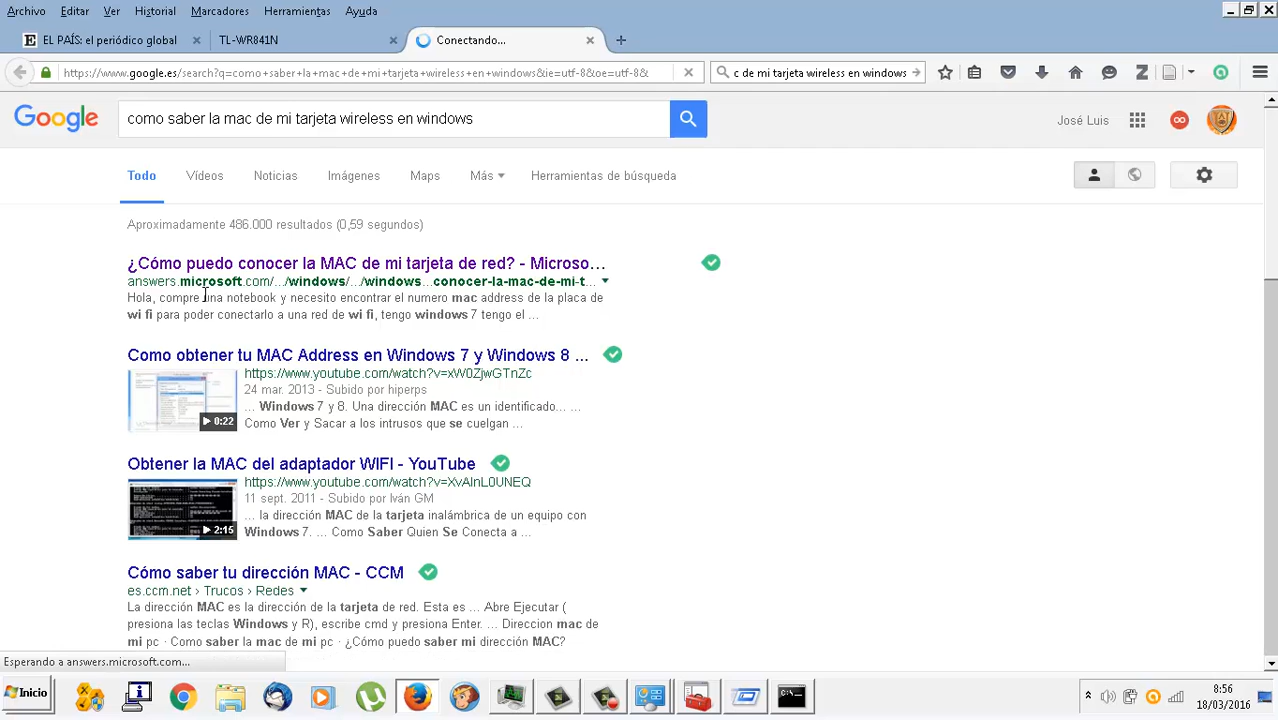 Archivo Editar Ver Historial Marcadores Herramientas Ayuda
EL PAÍS: el periódico global
TL-WR841N
Conectando...
https://www.google.es/search?q=como+saber+la+mac+de+mi+tarjeta+wireless+en+windows&ie=utf-8&oe=utf-8&
c de mi tarjeta wireless en windows
Google
como saber la mac de mi tarjeta wireless en windows
José Luis
Todo Vídeos Noticias Imágenes Maps Más Herramientas de búsqueda
Aproximadamente 486.000 resultados (0,59 segundos)
¿Cómo puedo conocer la MAC de mi tarjeta de red? - Microso...
answers.microsoft.com/.../windows/.../windows...conocer-la-mac-de-mi-t...
Hola, compre una notebook y necesito encontrar el numero mac address de la placa de
wi fi para poder conectarlo a una red de wi fi, tengo windows 7 tengo el ...
Como obtener tu MAC Address en Windows 7 y Windows 8 ...
https://www.youtube.com/watch?v=xW0ZjwGTnZc
24 mar. 2013 - Subido por hiperps
... Windows 7 y 8. Una dirección MAC es un identificado... ...
Como Ver y Sacar a los intrusos que se cuelgan ...
0:22
Obtener la MAC del adaptador WIFI - YouTube
11 sept. - Subido por Iván GM
... la dirección MAC de la tarjeta inalámbrica de un equipo con
Windows 7. ... Como Saber Quien Se Conecta a ...
2:15
Cómo saber tu dirección MAC - CCM
es.ccm.net › Trucos › Redes
La dirección MAC es la dirección de la tarjeta de red. Esta es ... Abre Ejecutar (
presiona las teclas Windows y R), escribe cmd y presiona Enter. ... Direccion mac de
mi pc · Como saber la mac de mi pc · ¿Cómo puedo saber mi dirección MAC?
Esperando a answers.microsoft.com...
Inicio
8:56
18/03/2016